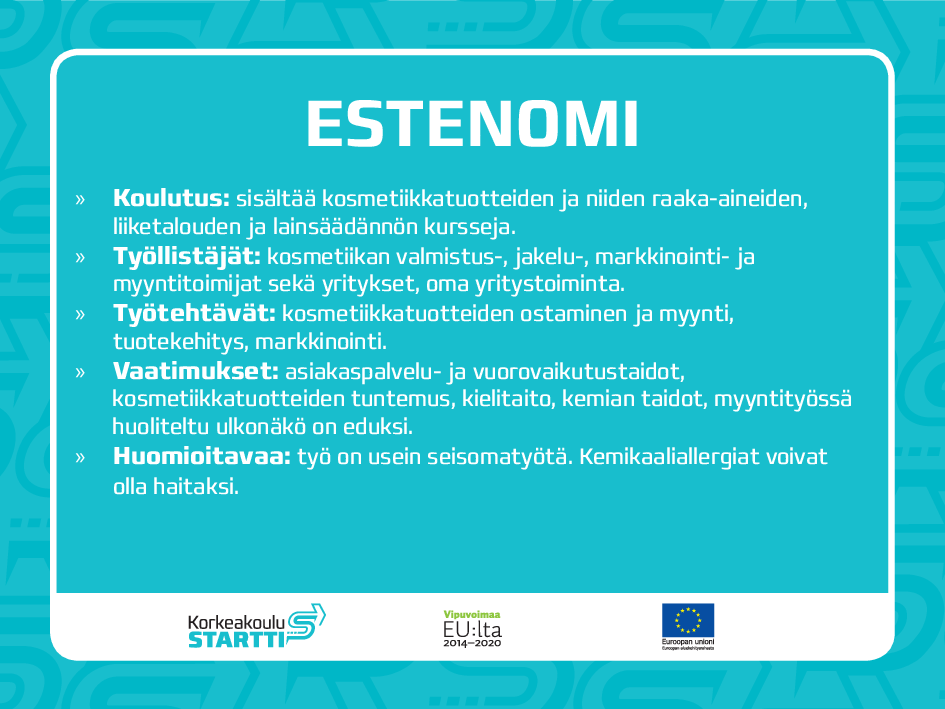 ESTENOMI
» Koulutus: sisältää kosmetiikkatuotteiden ja niiden raaka-aineiden,
liiketalouden ja lainsäädännön kursseja.
» Työllistäjät: kosmetiikan valmistus-, jakelu-, markkinointi- ja
myyntitoimijat sekä yritykset, oma yritystoiminta.
» Työtehtävät: kosmetiikkatuotteiden ostaminen ja myynti,
tuotekehitys, markkinointi.
» Vaatimukset: asiakaspalvelu- ja vuorovaikutustaidot,
kosmetiikkatuotteiden tuntemus, kielitaito, kemian taidot, myyntityössä
huoliteltu ulkonäkö on eduksi.
» Huomioitavaa: työ on usein seisomatyötä. Kemikaaliallergiat voivat
olla haitaksi.
Korkeakoulu
STARTTI
Vipuvoimaa
EU:lta
2014–2020
Euroopan unioni
Euroopan aluekehitysrahasto